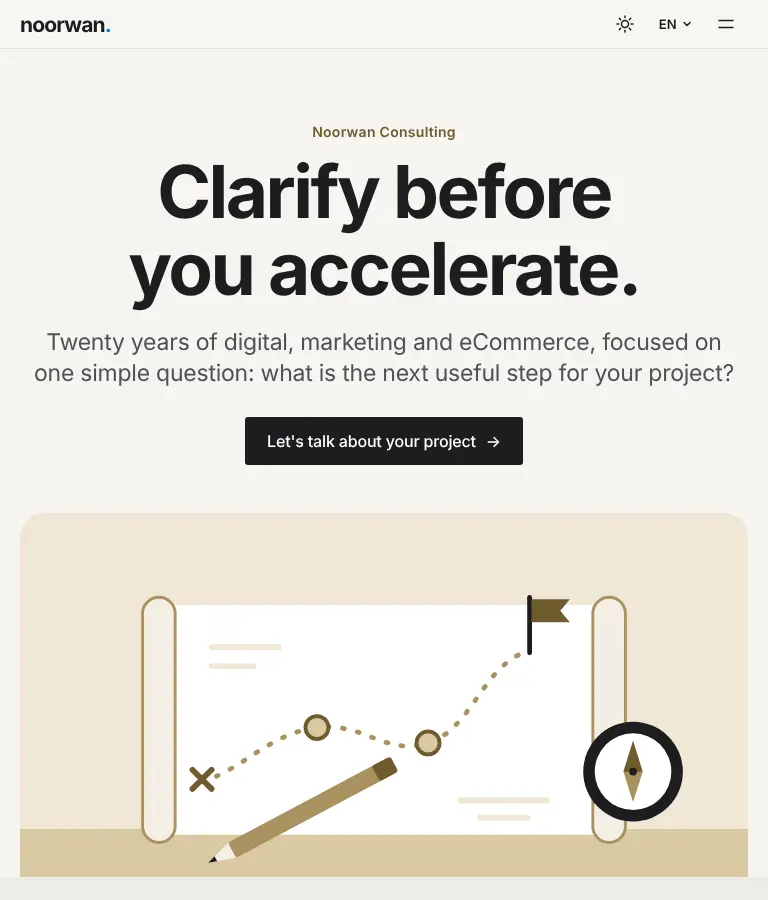 noorwan.
EN
Noorwan Consulting
Clarify before
you accelerate.
Twenty years of digital, marketing and eCommerce, focused on
one simple question: what is the next useful step for your project?
Let's talk about your project →